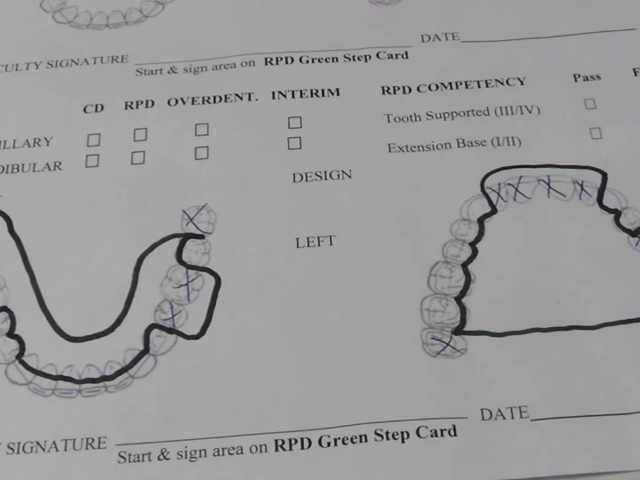 CULTY SIGNATURE DATE
Start & sign area on RPD Green Step Card
CD RPD OVERDENT. INTERIM
ILLARY
DIBULAR
RPD COMPETENCY Pass F
Tooth Supported (III/IV)
Extension Base (I/II)
DESIGN
LEFT
SIGNATURE DATE
Start & sign area on RPD Green Step Card